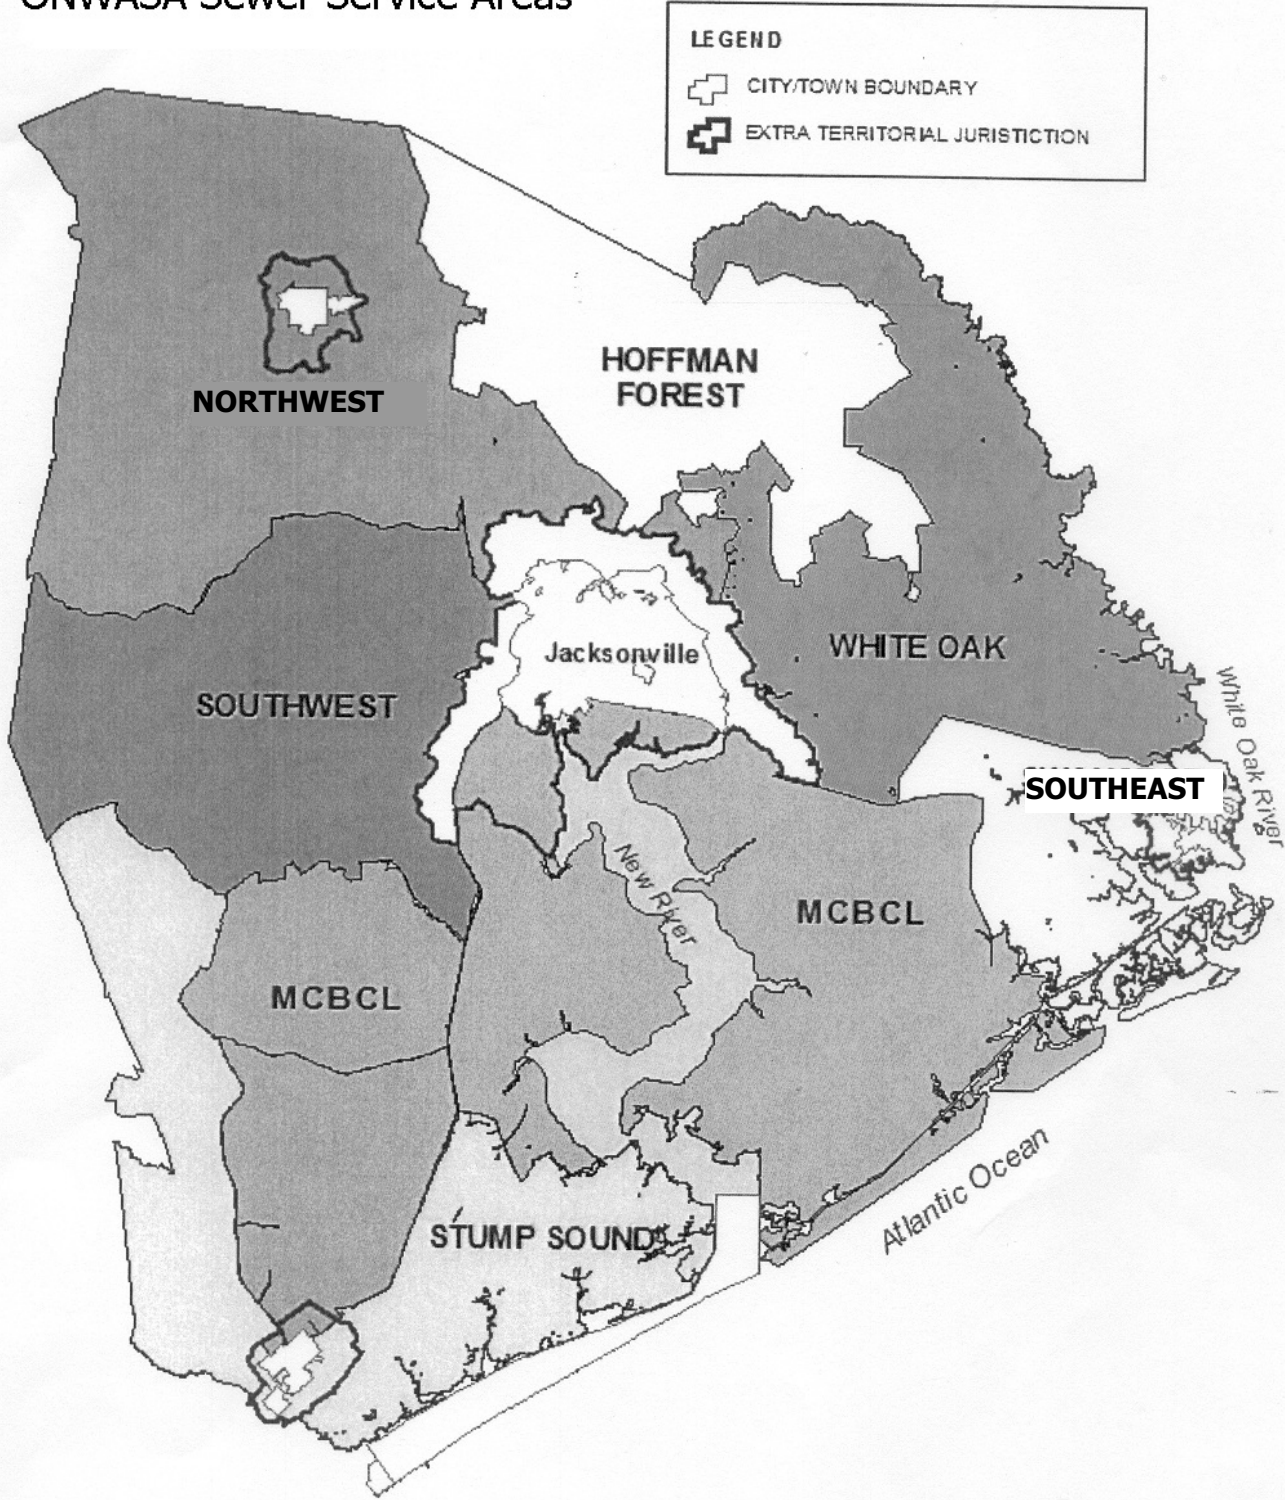 ONWASA Sewer Service Areas
LEGEND
CITY/TOWN BOUNDARY
EXTRA TERRITORIAL JURISTICTION
HOFFMAN
FOREST
NORTHWEST
WHITE OAK
Jacksonville
SOUTHWEST
White Oak River
SOUTHEAST
New River
MCBCL
MCBCL
Atlantic Ocean
STUMP SOUND